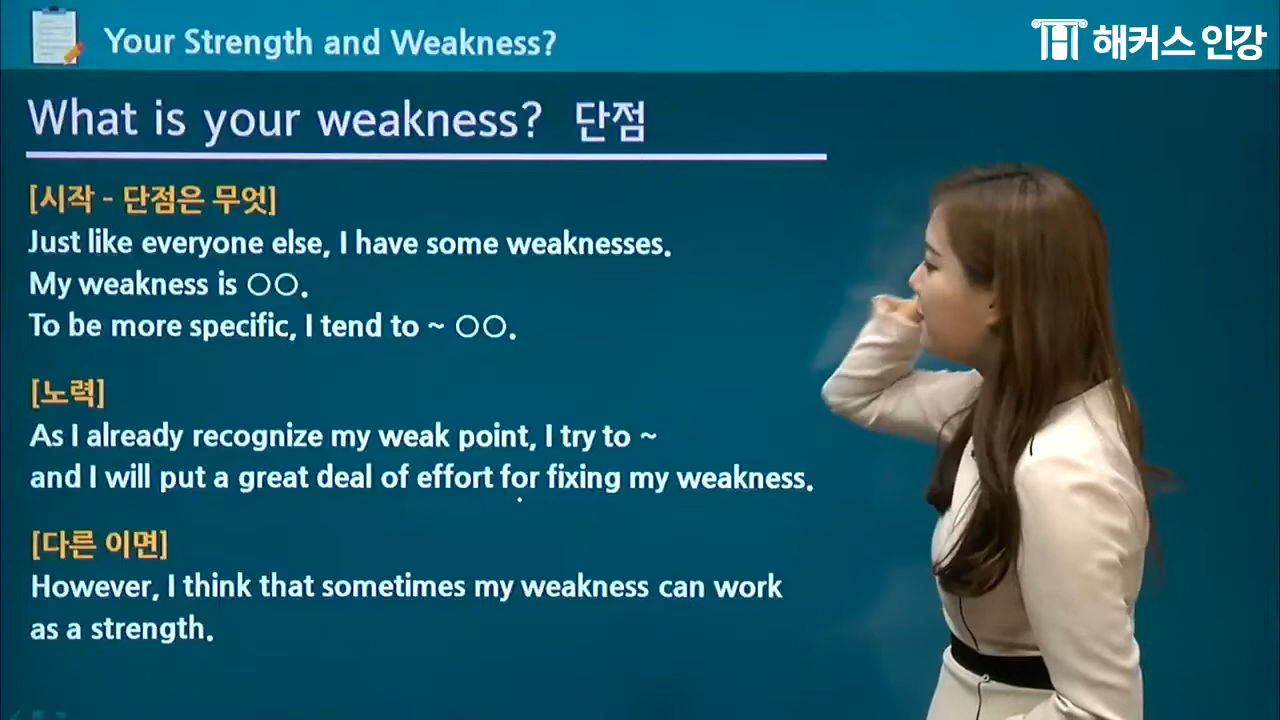 Your Strength and Weakness?
해커스 인강
What is your weakness? 단점
[시작 - 단점은 무엇]
Just like everyone else, I have some weaknesses.
My weakness is ○○.
To be more specific, I tend to ~ ○○.
[노력]
As I already recognize my weak point, I try to ~
and I will put a great deal of effort for fixing my weakness.
[다른 이면]
However, I think that sometimes my weakness can work
as a strength.